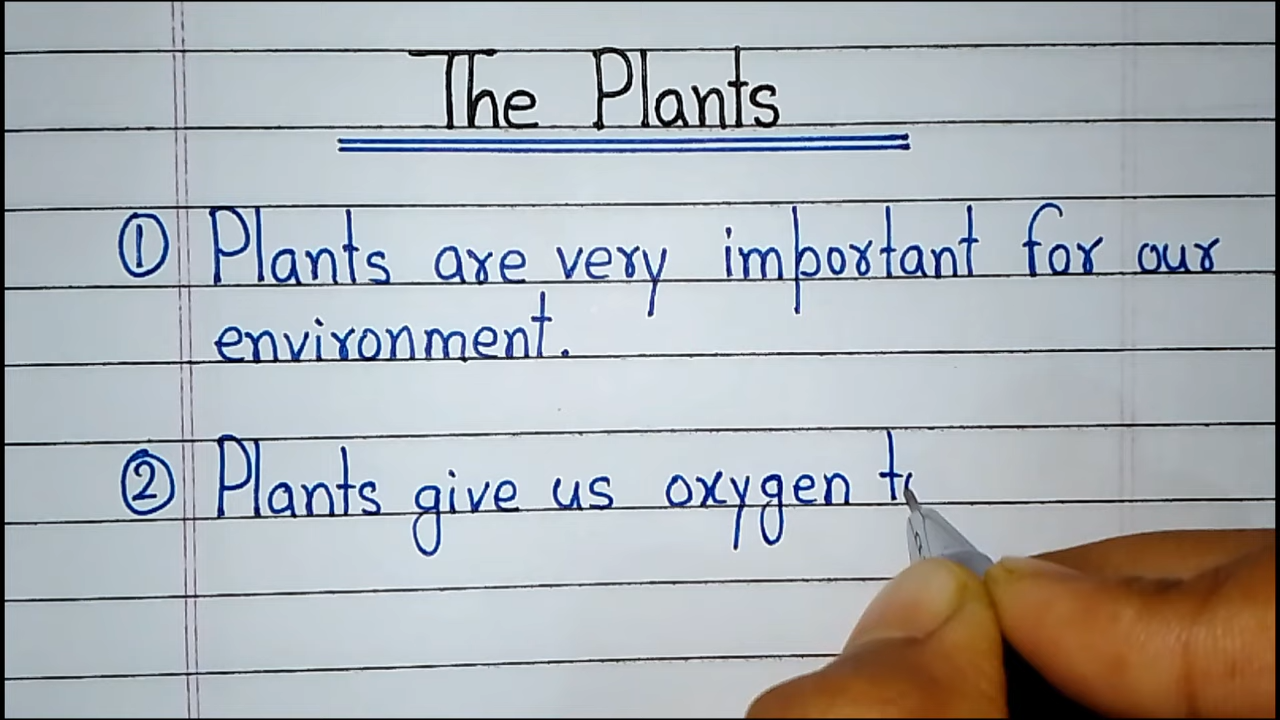 The Plants
① Plants are very important for our
environment.
② Plants give us oxygen